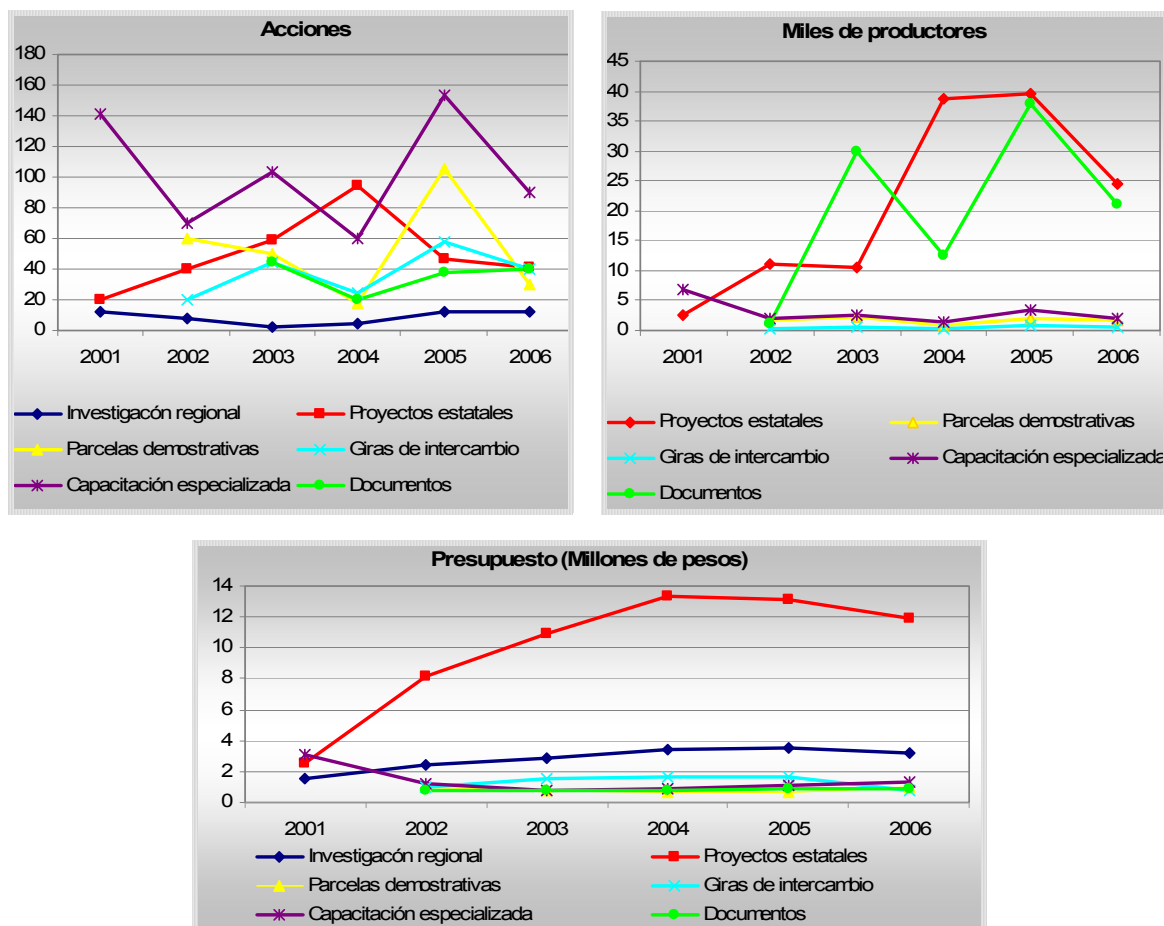 Acciones
180
160
140
120
100
80
60
40
20
0
2001 2002 2003 2004 2005 2006
Investigacón regional Proyectos estatales
Parcelas demostrativas Giras de intercambio
Capacitación especializada Documentos
Miles de productores
45
40
35
30
25
20
15
10
5
0
2001 2002 2003 2004 2005 2006
Proyectos estatales Parcelas demostrativas
Giras de intercambio Capacitación especializada
Documentos
Presupuesto (Millones de pesos)
14
12
10
8
6
4
2
0
2001 2002 2003 2004 2005 2006
Investigacón regional Proyectos estatales
Parcelas demostrativas Giras de intercambio
Capacitación especializada Documentos